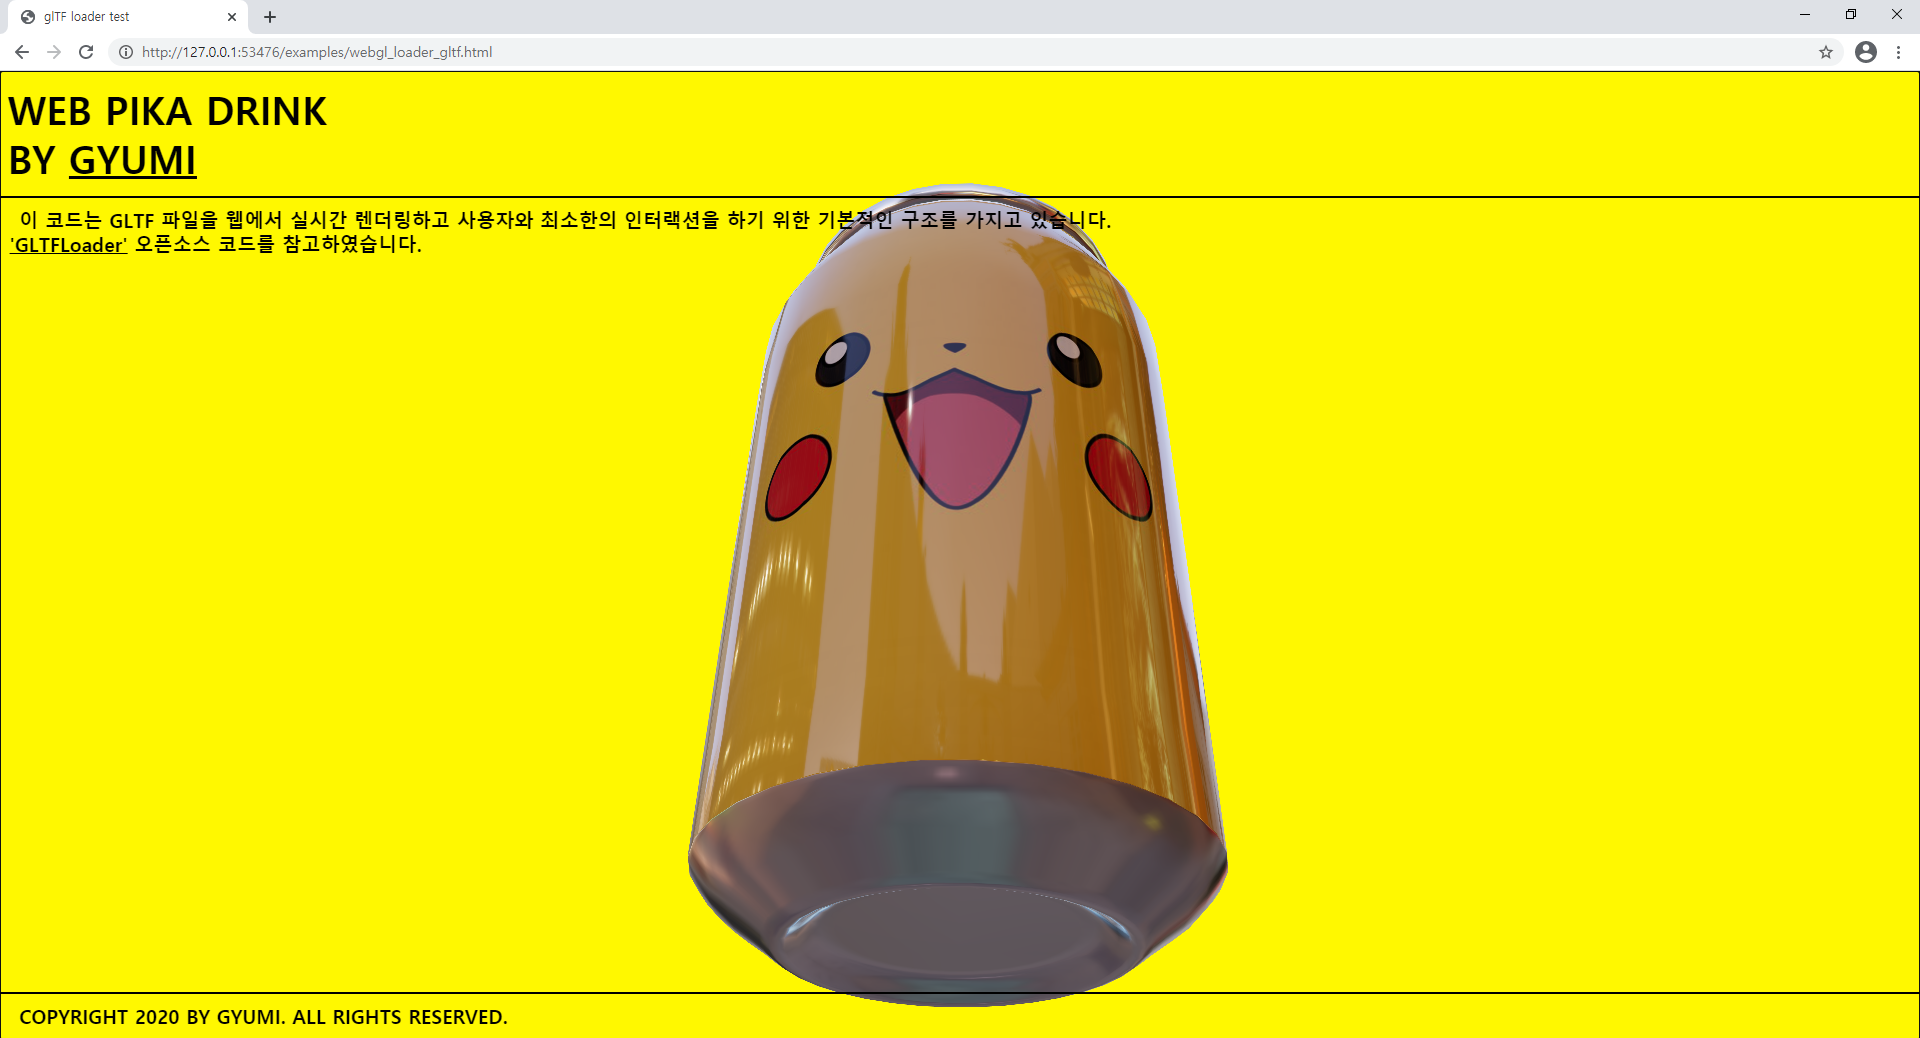 glTF loader test
http://127.0.0.1:53476/examples/webgl_loader_gltf.html
WEB PIKA DRINK
BY GYUMI
이 코드는 GLTF 파일을 웹에서 실시간 렌더링하고 사용자와 최소한의 인터랙션을 하기 위한 기본적인 구조를 가지고 있습니다.
'GLTFLoader' 오픈소스 코드를 참고하였습니다.
COPYRIGHT 2020 BY GYUMI. ALL RIGHTS RESERVED.